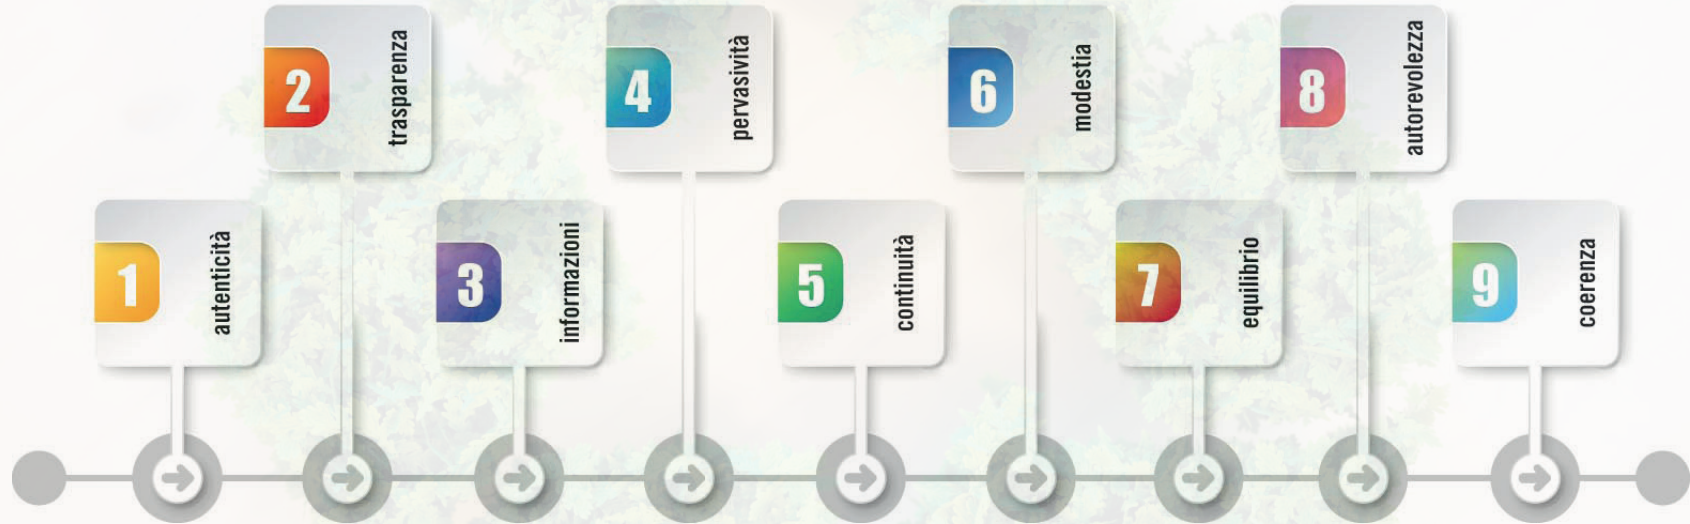 1
autenticità
2
trasparenza
3
informazioni
4
pervasività
5
continuità
6
modestia
7
equilibrio
8
autorevolezza
9
coerenza